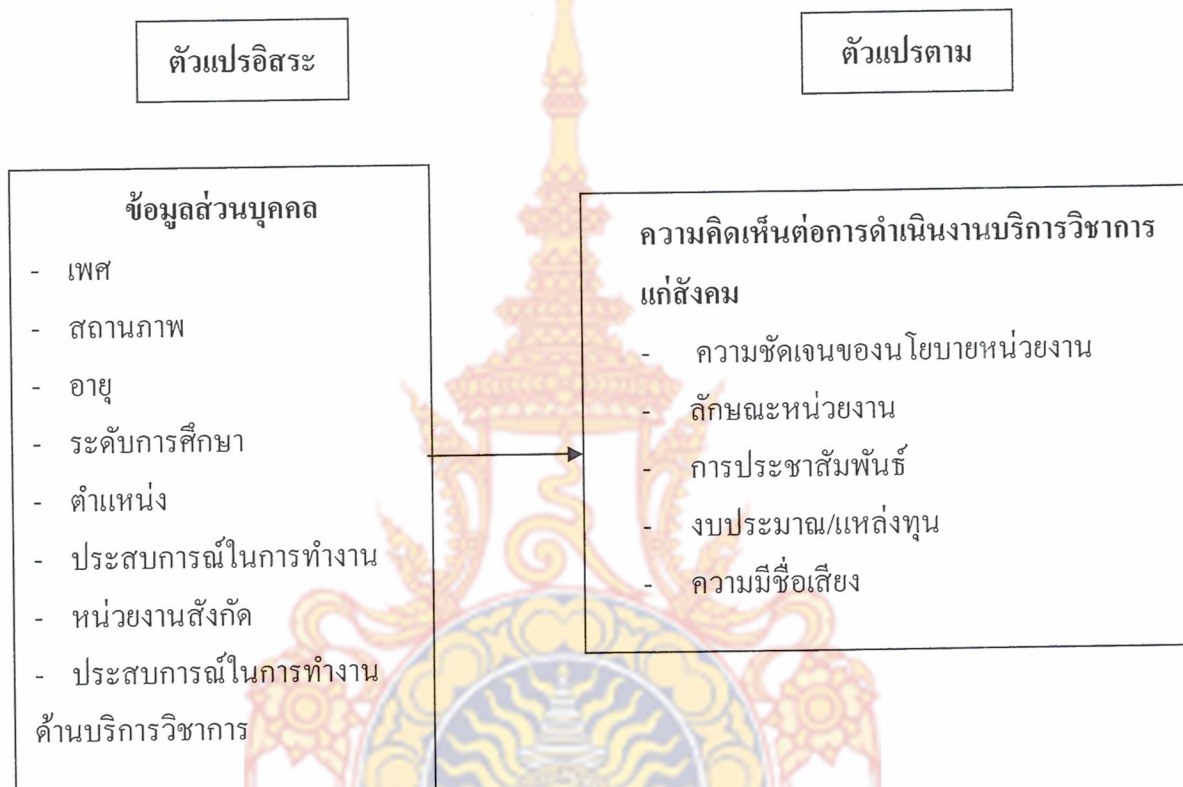 ตัวแปรอิสระ
ตัวแปรตาม
ข้อมูลส่วนบุคคล
- เพศ
- สถานภาพ
- อายุ
- ระดับการศึกษา
- ตำแหน่ง
- ประสบการณ์ในการทำงาน
- หน่วยงานสังกัด
- ประสบการณ์ในการทำงาน
ด้านบริการวิชาการ
ความคิดเห็นต่อการดำเนินงานบริการวิชาการ
แก่สังคม
- ความชัดเจนของนโยบายหน่วยงาน
- ลักษณะหน่วยงาน
- การประชาสัมพันธ์
- งบประมาณ/แหล่งทุน
- ความมีชื่อเสียง